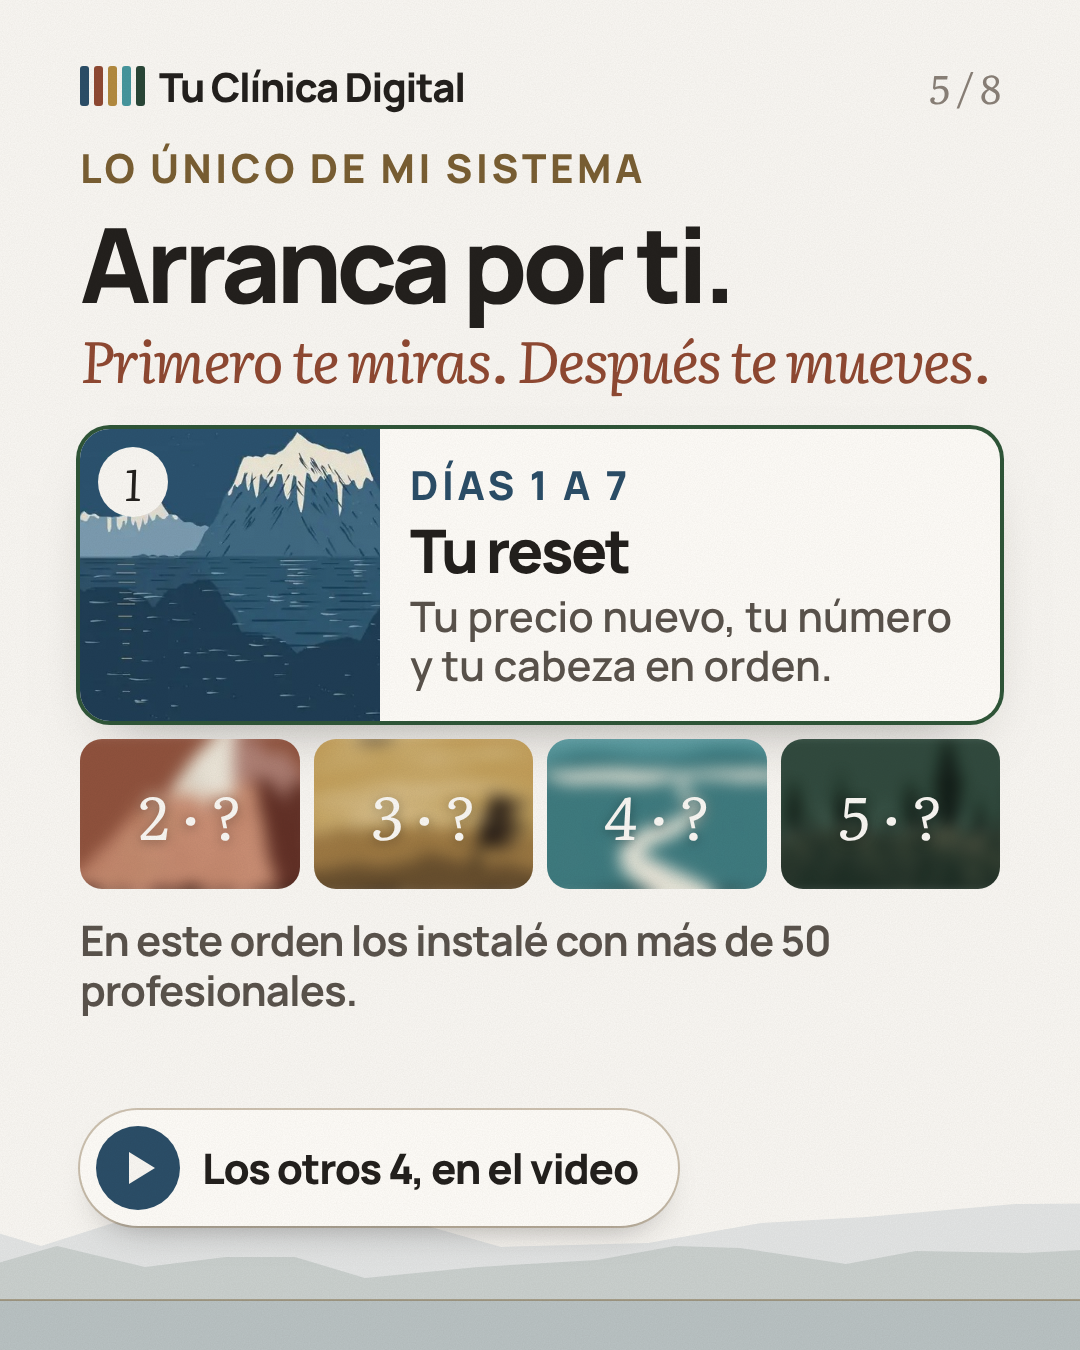 Tu Clínica Digital
5/8
LO ÚNICO DE MI SISTEMA
Arranca por ti.
Primero te miras. Después te mueves.
1
DÍAS 1 A 7
Tu reset
Tu precio nuevo, tu número
y tu cabeza en orden.
2 · ?
3 · ?
4 · ?
5 · ?
En este orden los instalé con más de 50
profesionales.
Los otros 4, en el video